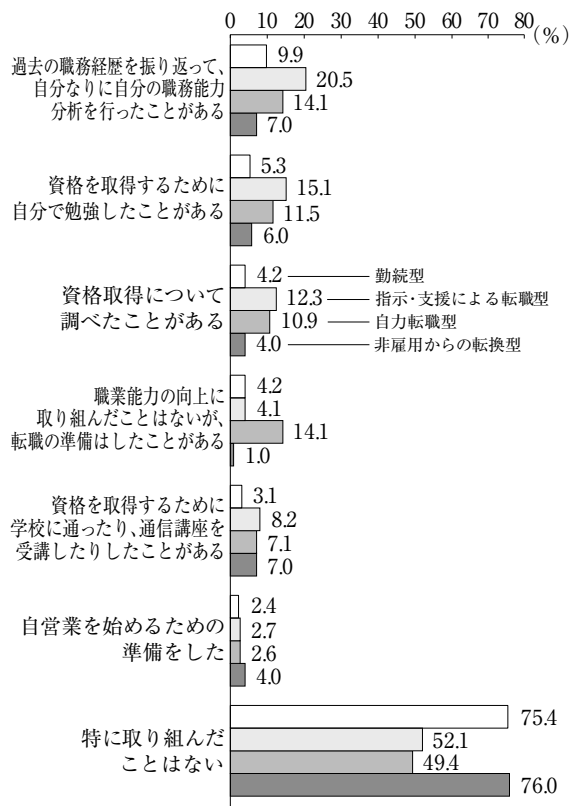 0 10 20 30 40 50 60 70 80 (%)
過去の職務経歴を振り返って、
自分なりに自分の職務能力
分析を行ったことがある
9.9
20.5
14.1
7.0
資格を取得するために
自分で勉強したことがある
5.3
15.1
11.5
6.0
資格取得について
調べたことがある
4.2 勤続型
12.3 指示・支援による転職型
10.9 自力転職型
4.0 非雇用からの転換型
職業能力の向上に
取り組んだことはないが、
転職の準備はしたことがある
4.2
4.1
14.1
1.0
資格を取得するために
学校に通ったり、通信講座を
受講したりしたことがある
3.1
8.2
7.1
7.0
自営業を始めるための
準備をした
2.4
2.7
2.6
4.0
特に取り組んだ
ことはない
75.4
52.1
49.4
76.0